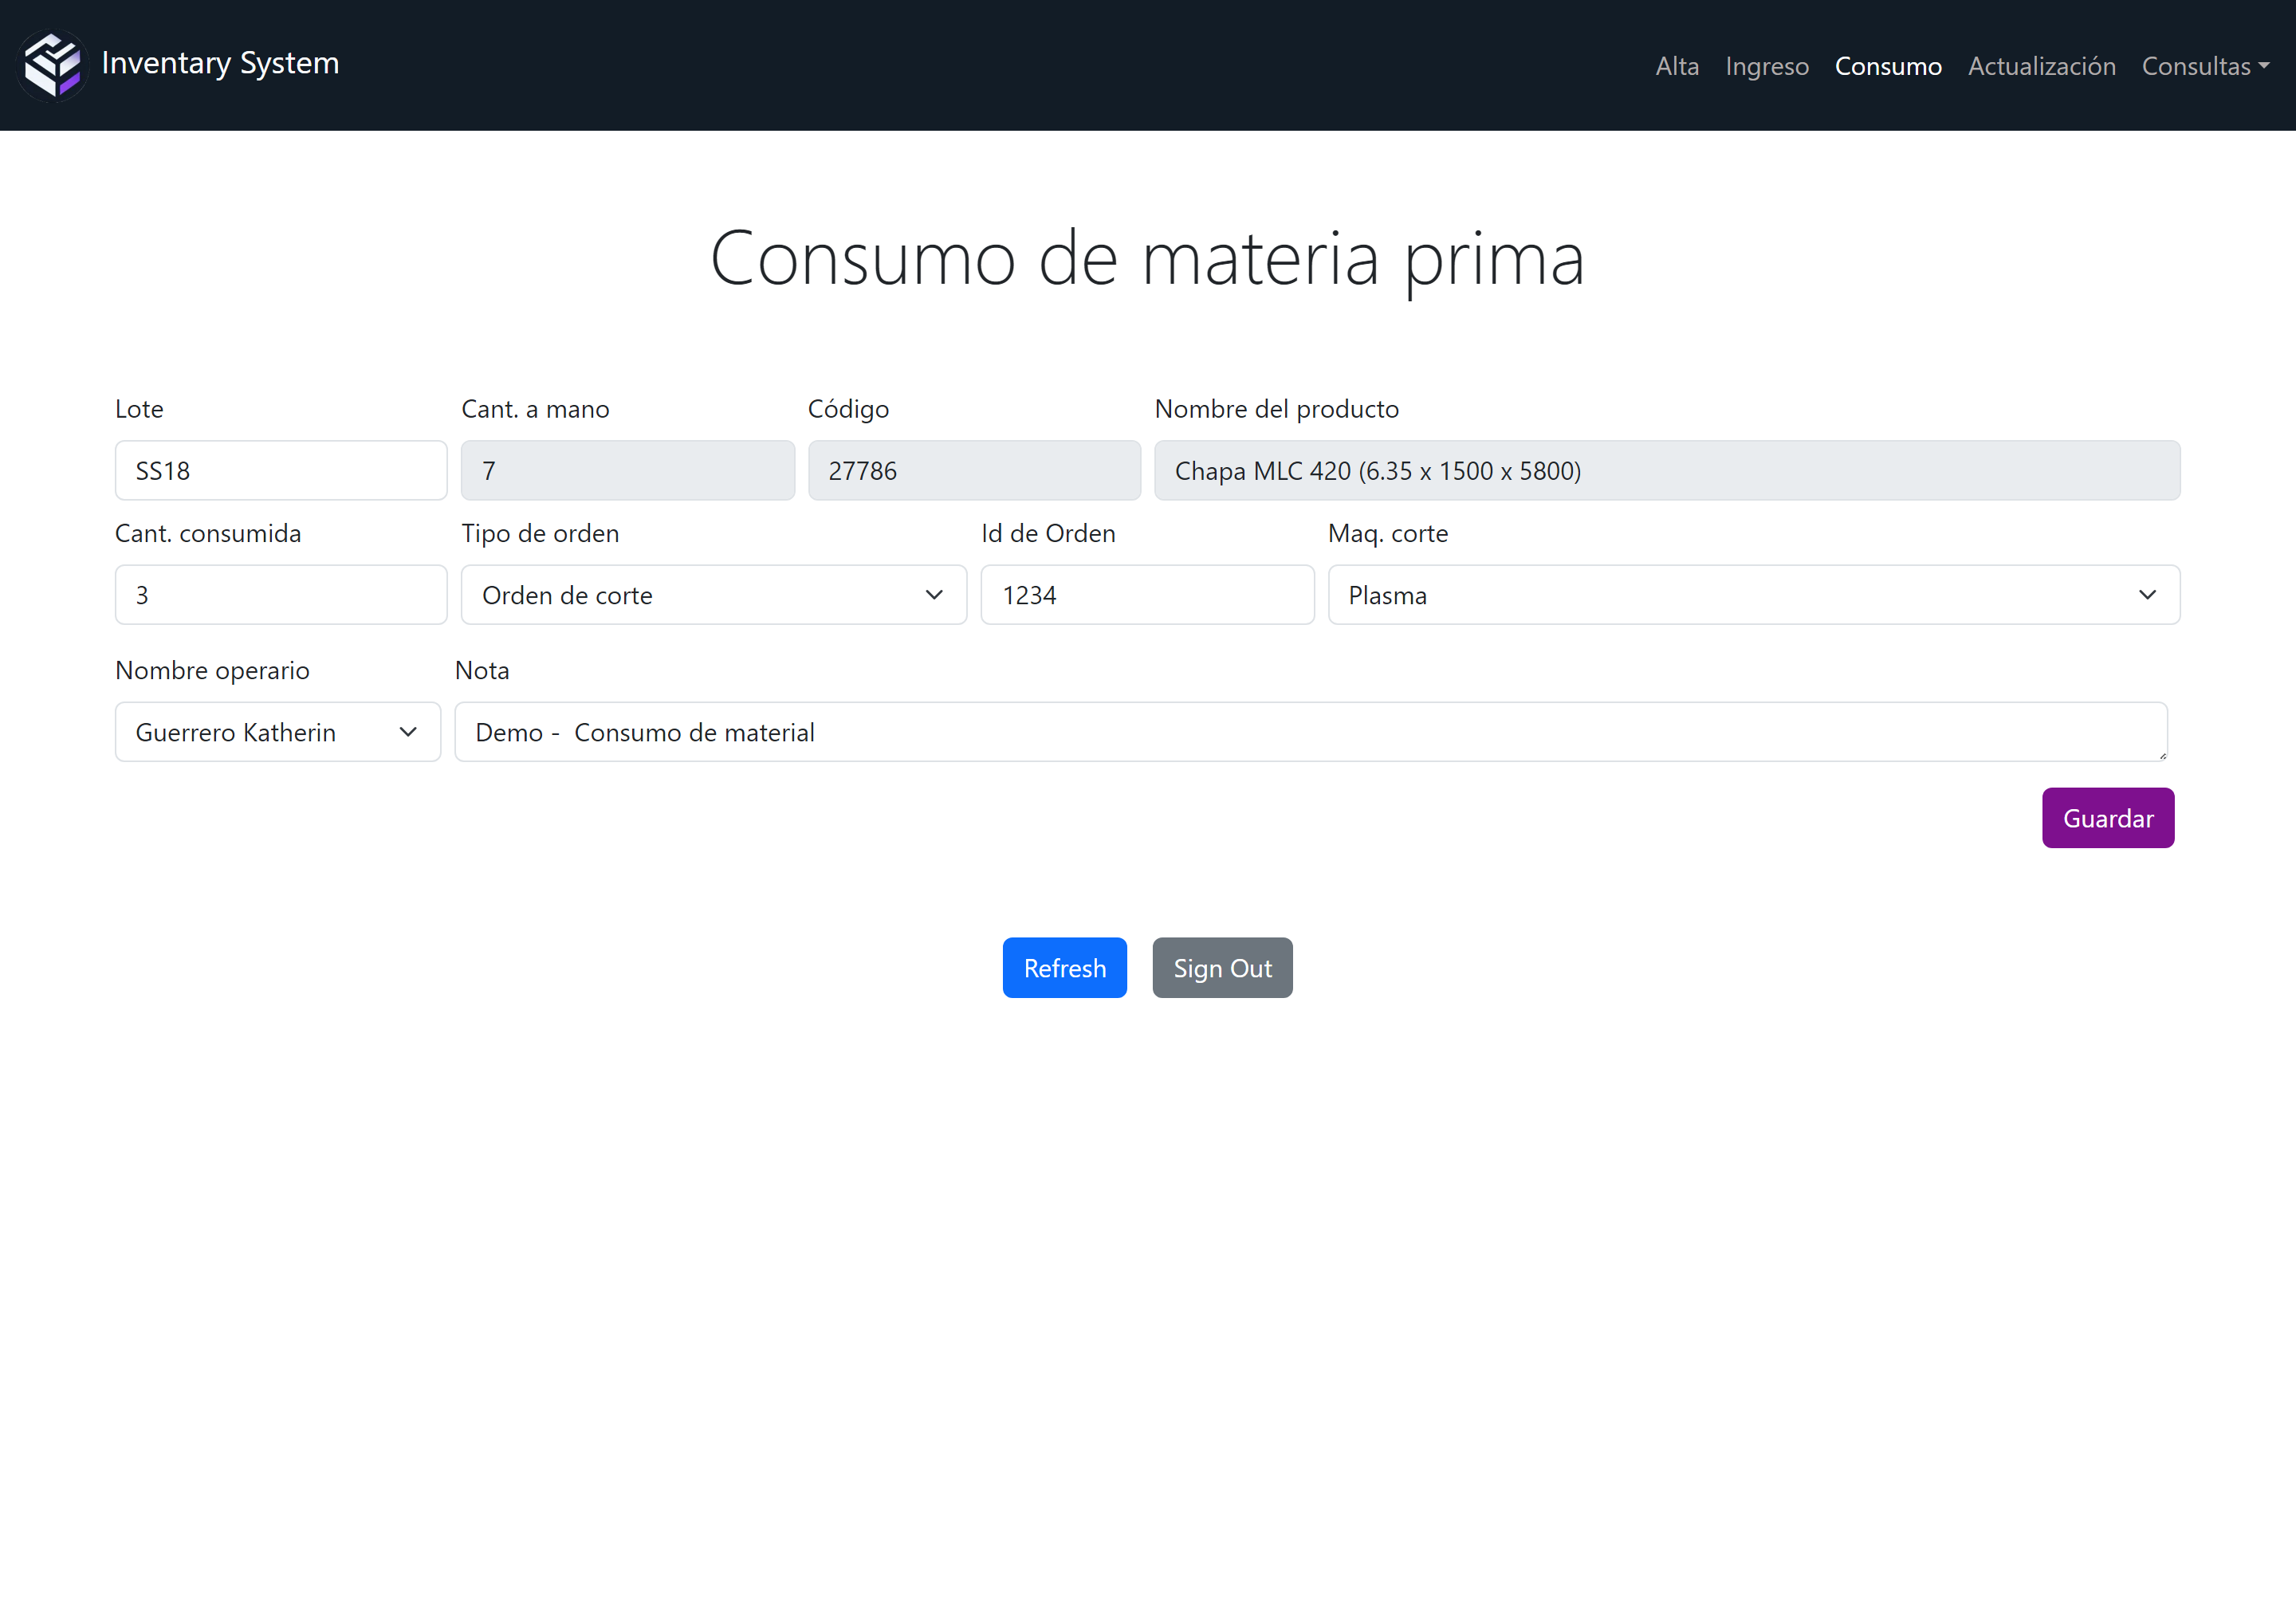 Inventary System
Alta Ingreso Consumo Actualización Consultas
Consumo de materia prima
Lote Cant. a mano Código Nombre del producto
SS18 7 27786 Chapa MLC 420 (6.35 x 1500 x 5800)
Cant. consumida Tipo de orden Id de Orden Maq. corte
3 Orden de corte 1234 Plasma
Nombre operario Nota
Guerrero Katherin Demo -  Consumo de material
Guardar
Refresh Sign Out